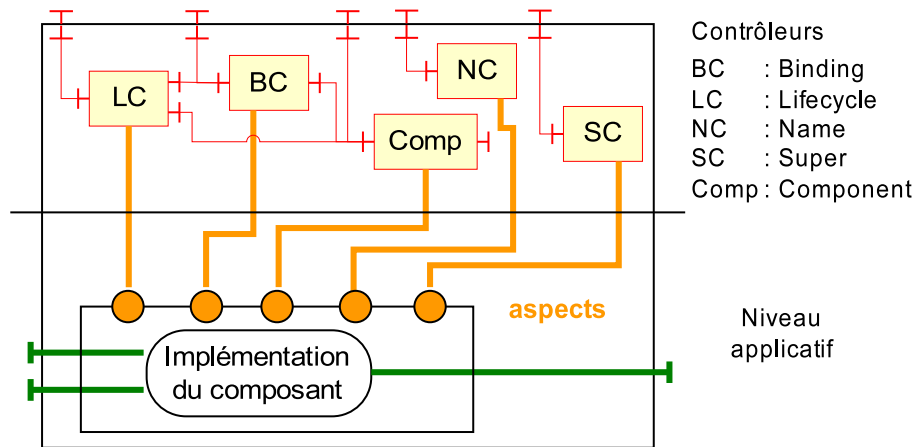 LC
BC
NC
Comp
SC
Contrôleurs
BC : Binding
LC : Lifecycle
NC : Name
SC : Super
Comp : Component
aspects
Implémentation
du composant
Niveau
applicatif